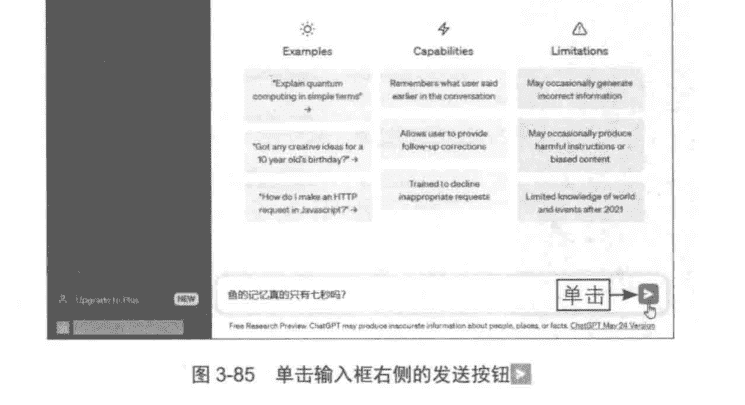 Examples
Capabilities
Limitations
"Explain quantum
computing in simple terms"
→
Remembers what user said
earlier in the conversation
May occasionally generate
incorrect information
"Got any creative ideas for a
10 year old's birthday?" →
Allows user to provide
follow-up corrections
May occasionally produce
harmful instructions or
biased content
"How do I make an HTTP
request in Javascript?" →
Trained to decline
inappropriate requests
Limited knowledge of world
and events after 2021
Upgrade to Plus NEW
鱼的记忆真的只有七秒吗?
单击
Free Research Preview. ChatGPT may produce inaccurate information about people, places, or facts. ChatGPT May 24 Version
图 3-85 单击输入框右侧的发送按钮